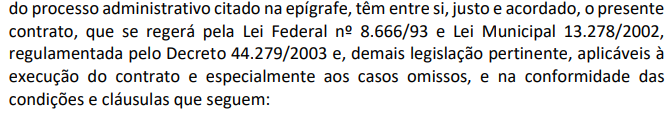 do processo administrativo citado na epígrafe, têm entre si, justo e acordado, o presente
contrato, que se regerá pela Lei Federal nº 8.666/93 e Lei Municipal 13.278/2002,
regulamentada pelo Decreto 44.279/2003 e, demais legislação pertinente, aplicáveis à
execução do contrato e especialmente aos casos omissos, e na conformidade das
condições e cláusulas que seguem: